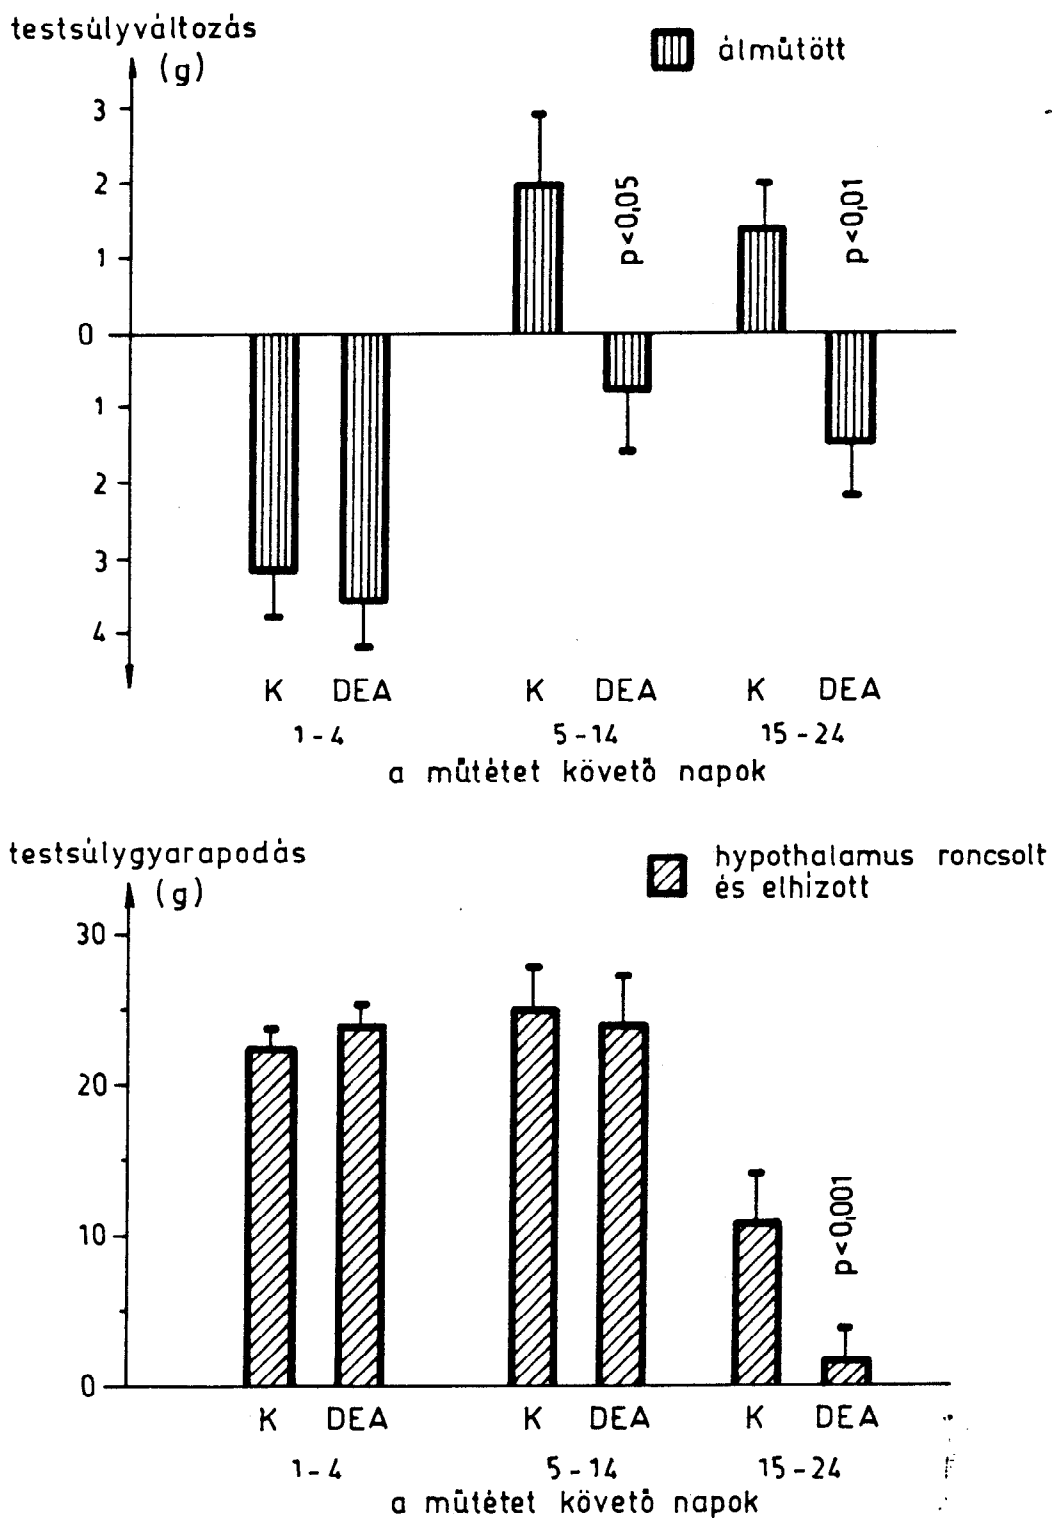 testsúlyváltozás
(g)
álműtött
3
2
1
0
1
2
3
4
p<0,05
p<0,01
K DEA K DEA K DEA
1-4 5-14 15-24
a műtétet követő napok
testsúlygyarapodás
(g)
hypothalamus roncsolt
és elhízott
30
20
10
0
p<0,001
K DEA K DEA K DEA
1-4 5-14 15-24
a műtétet követő napok